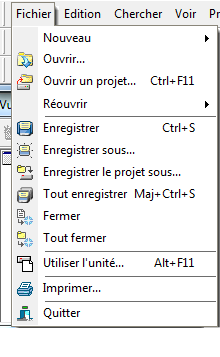 Fichier Edition Chercher Voir
Nouveau
Ouvrir...
Ouvrir un projet... Ctrl+F11
Réouvrir
Enregistrer Ctrl+S
Enregistrer sous...
Enregistrer le projet sous...
Tout enregistrer Maj+Ctrl+S
Fermer
Tout fermer
Utiliser l'unité... Alt+F11
Imprimer...
Quitter